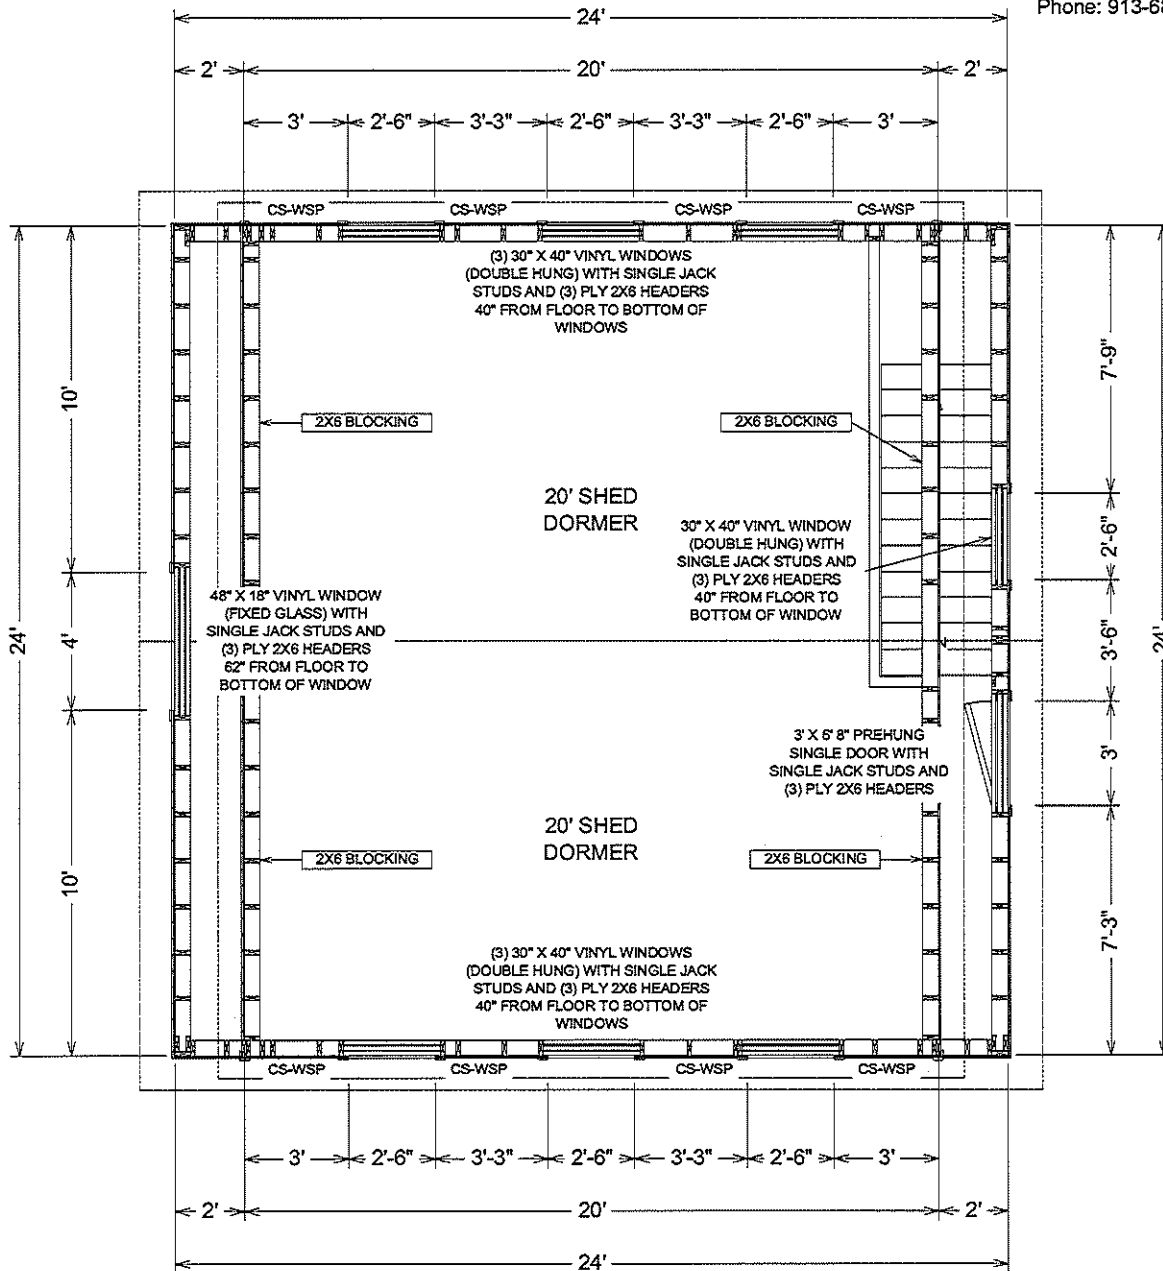 Phone: 913-68
24'
2' 20' 2'
3' 2'-6" 3'-3" 2'-6" 3'-3" 2'-6" 3'
CS-WSP CS-WSP CS-WSP CS-WSP
(3) 30" X 40" VINYL WINDOWS
(DOUBLE HUNG) WITH SINGLE JACK
STUDS AND (3) PLY 2X6 HEADERS
40" FROM FLOOR TO BOTTOM OF
WINDOWS
10'
7'-9"
2X6 BLOCKING
2X6 BLOCKING
20' SHED
DORMER
30" X 40" VINYL WINDOW
(DOUBLE HUNG) WITH
SINGLE JACK STUDS AND
(3) PLY 2X6 HEADERS
40" FROM FLOOR TO
BOTTOM OF WINDOW
2'-6"
48" X 18" VINYL WINDOW
(FIXED GLASS) WITH
SINGLE JACK STUDS AND
(3) PLY 2X6 HEADERS
62" FROM FLOOR TO
BOTTOM OF WINDOW
24'
4'
3'-6"
24'
3' X 6' 8" PREHUNG
SINGLE DOOR WITH
SINGLE JACK STUDS AND
(3) PLY 2X6 HEADERS
3'
20' SHED
DORMER
2X6 BLOCKING
2X6 BLOCKING
10'
7'-3"
(3) 30" X 40" VINYL WINDOWS
(DOUBLE HUNG) WITH SINGLE JACK
STUDS AND (3) PLY 2X6 HEADERS
40" FROM FLOOR TO BOTTOM OF
WINDOWS
CS-WSP CS-WSP CS-WSP CS-WSP
3' 2'-6" 3'-3" 2'-6" 3'-3" 2'-6" 3'
2' 20' 2'
24'